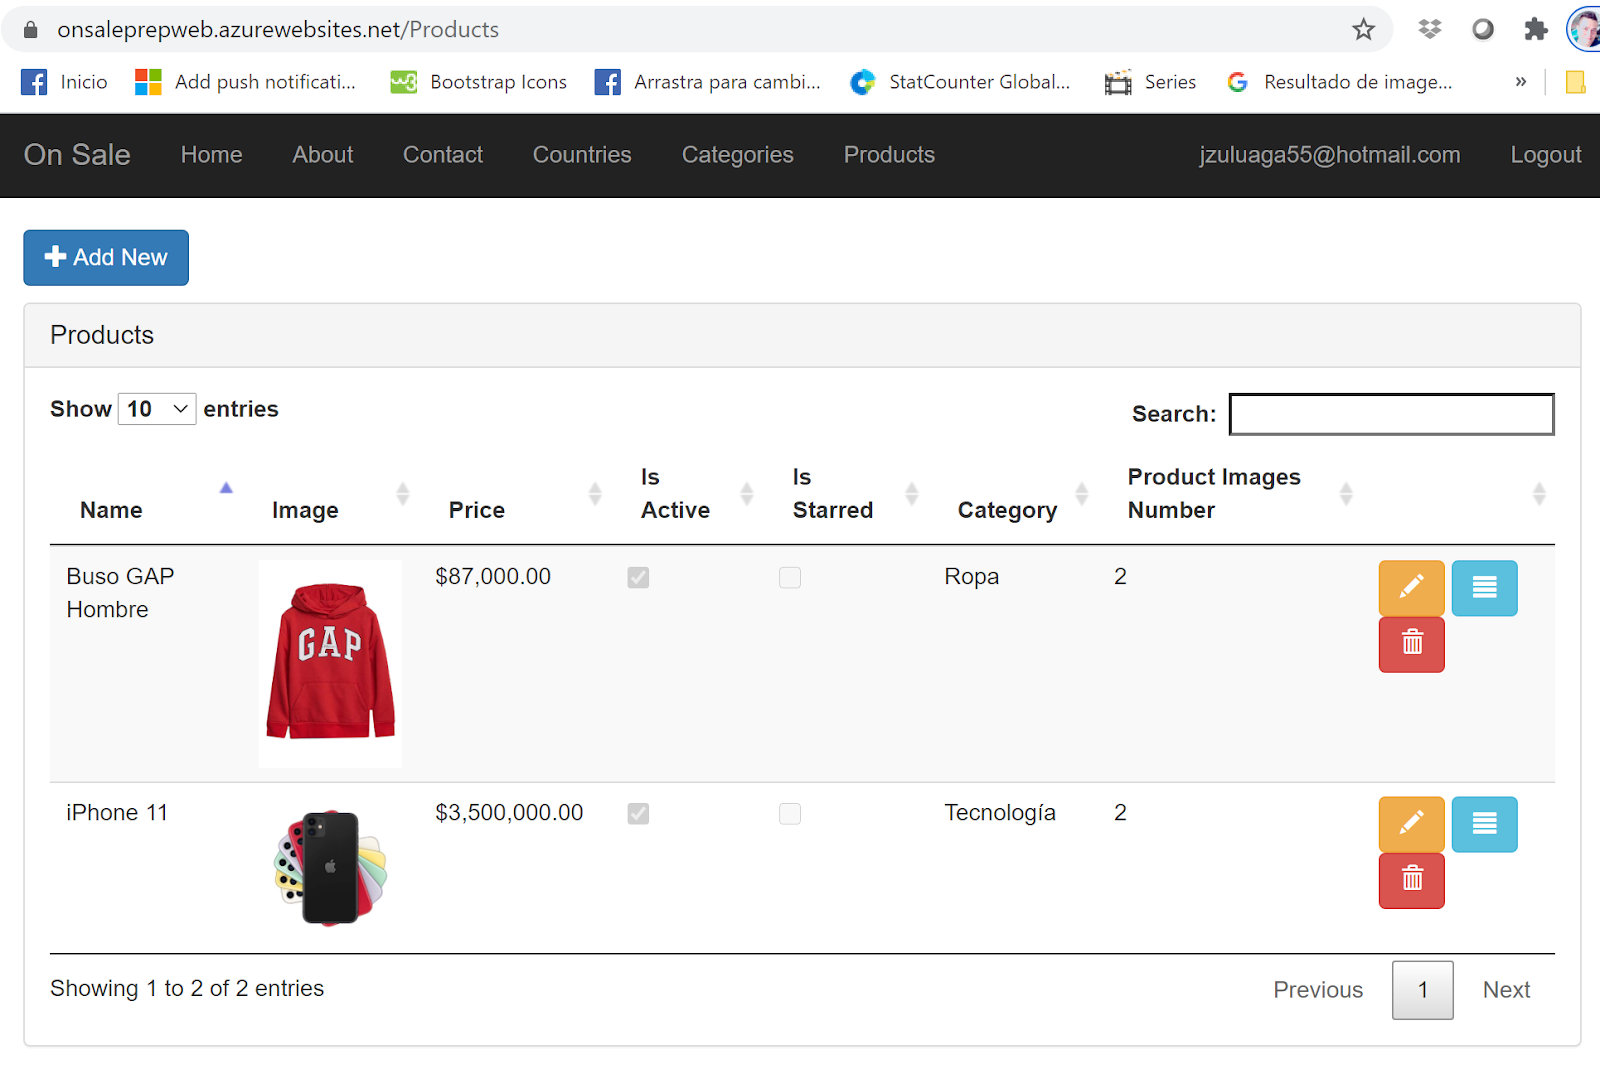 onsaleprepweb.azurewebsites.net/Products
Inicio Add push notificati... Bootstrap Icons Arrastra para cambi... StatCounter Global... Series Resultado de image... »
On Sale Home About Contact Countries Categories Products jzuluaga55@hotmail.com Logout
Add New
Products
Show 10 entries Search:
Name Image Price Is Active Is Starred Category Product Images Number
Buso GAP Hombre GAP $87,000.00 Ropa 2
iPhone 11 $3,500,000.00 Tecnología 2
Showing 1 to 2 of 2 entries Previous 1 Next